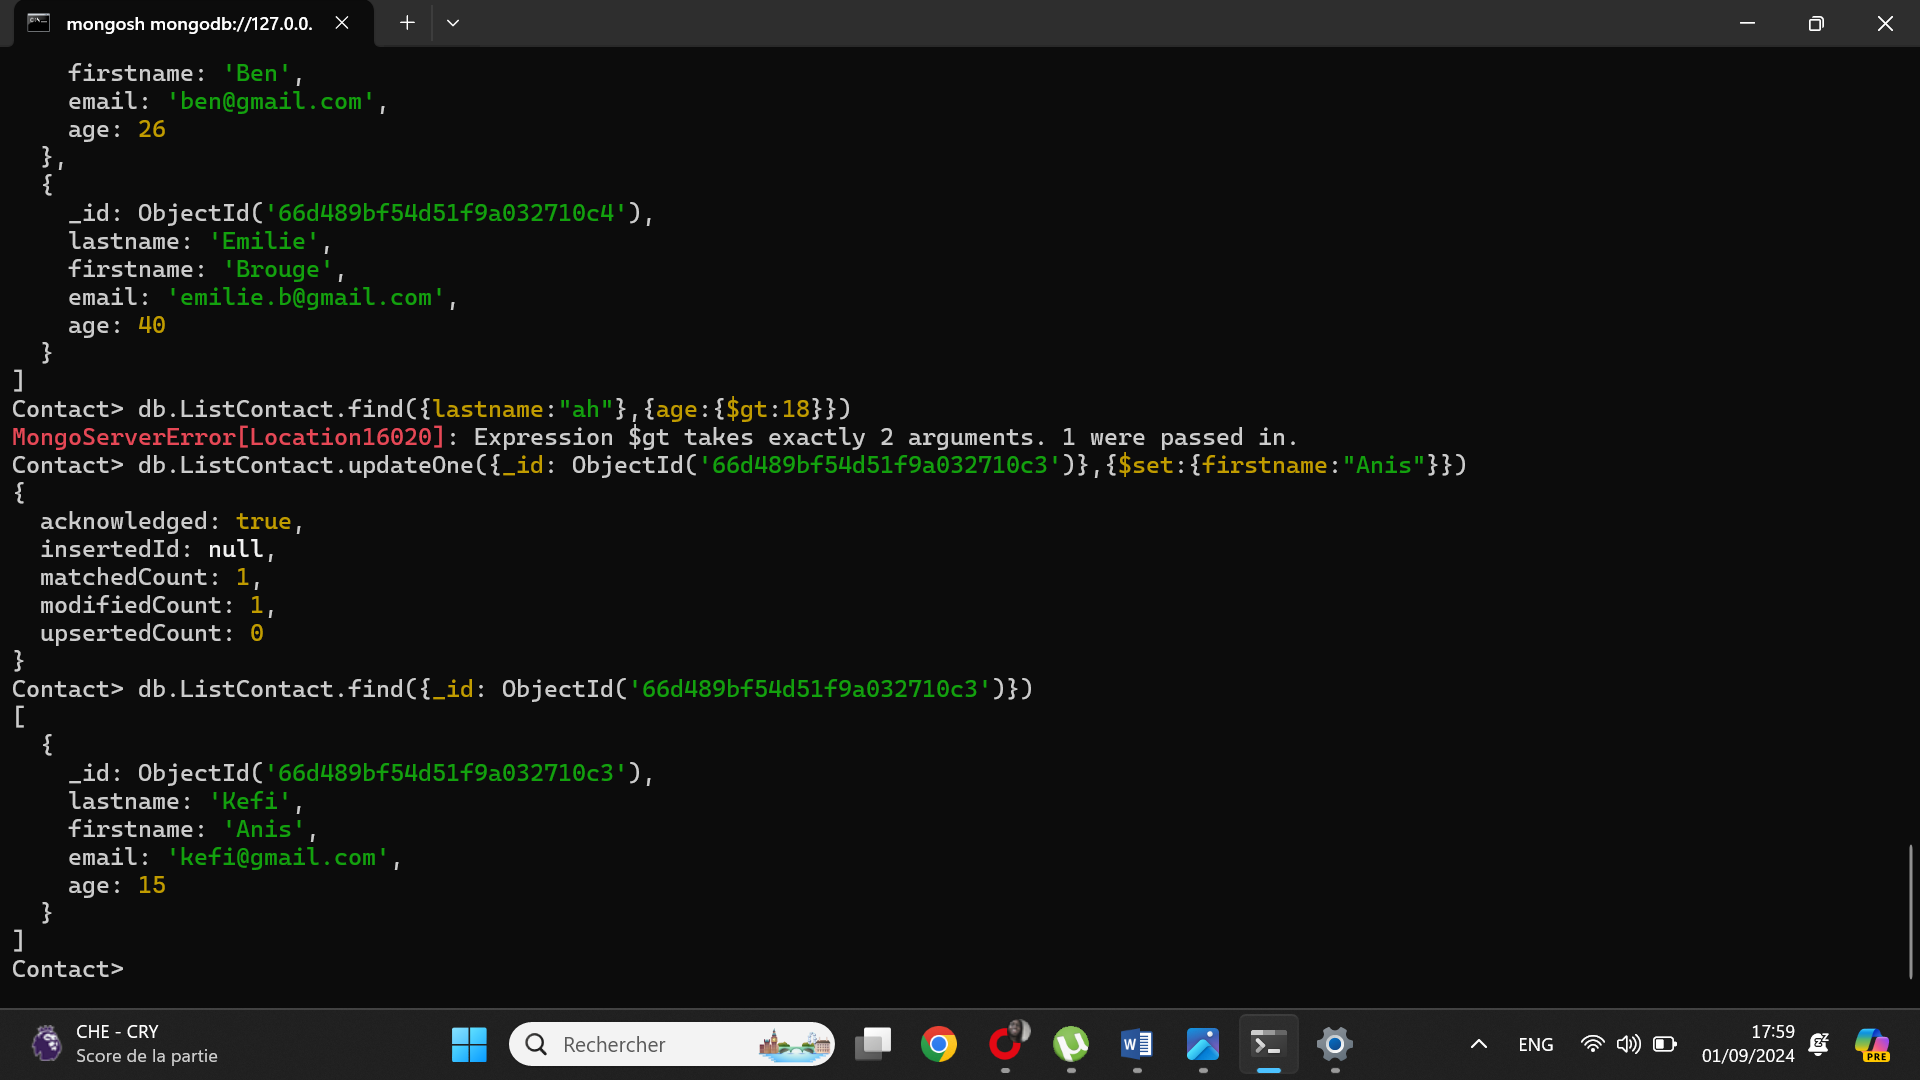 mongosh mongodb://127.0.0.
firstname: 'Ben',
email: 'ben@gmail.com',
age: 26
},
{
_id: ObjectId('66d489bf54d51f9a032710c4'),
lastname: 'Emilie',
firstname: 'Brouge',
email: 'emilie.b@gmail.com',
age: 40
}
]
Contact> db.ListContact.find({lastname:"ah"},{age:{$gt:18}})
MongoServerError[Location16020]: Expression $gt takes exactly 2 arguments. 1 were passed in.
Contact> db.ListContact.updateOne({_id: ObjectId('66d489bf54d51f9a032710c3')},{$set:{firstname:"Anis"}})
{
acknowledged: true,
insertedId: null,
matchedCount: 1,
modifiedCount: 1,
upsertedCount: 0
}
Contact> db.ListContact.find({_id: ObjectId('66d489bf54d51f9a032710c3')})
[
{
_id: ObjectId('66d489bf54d51f9a032710c3'),
lastname: 'Kefi',
firstname: 'Anis',
email: 'kefi@gmail.com',
age: 15
}
]
Contact>
CHE - CRY
Score de la partie
Rechercher
W
ENG
17:59
01/09/2024
PRE